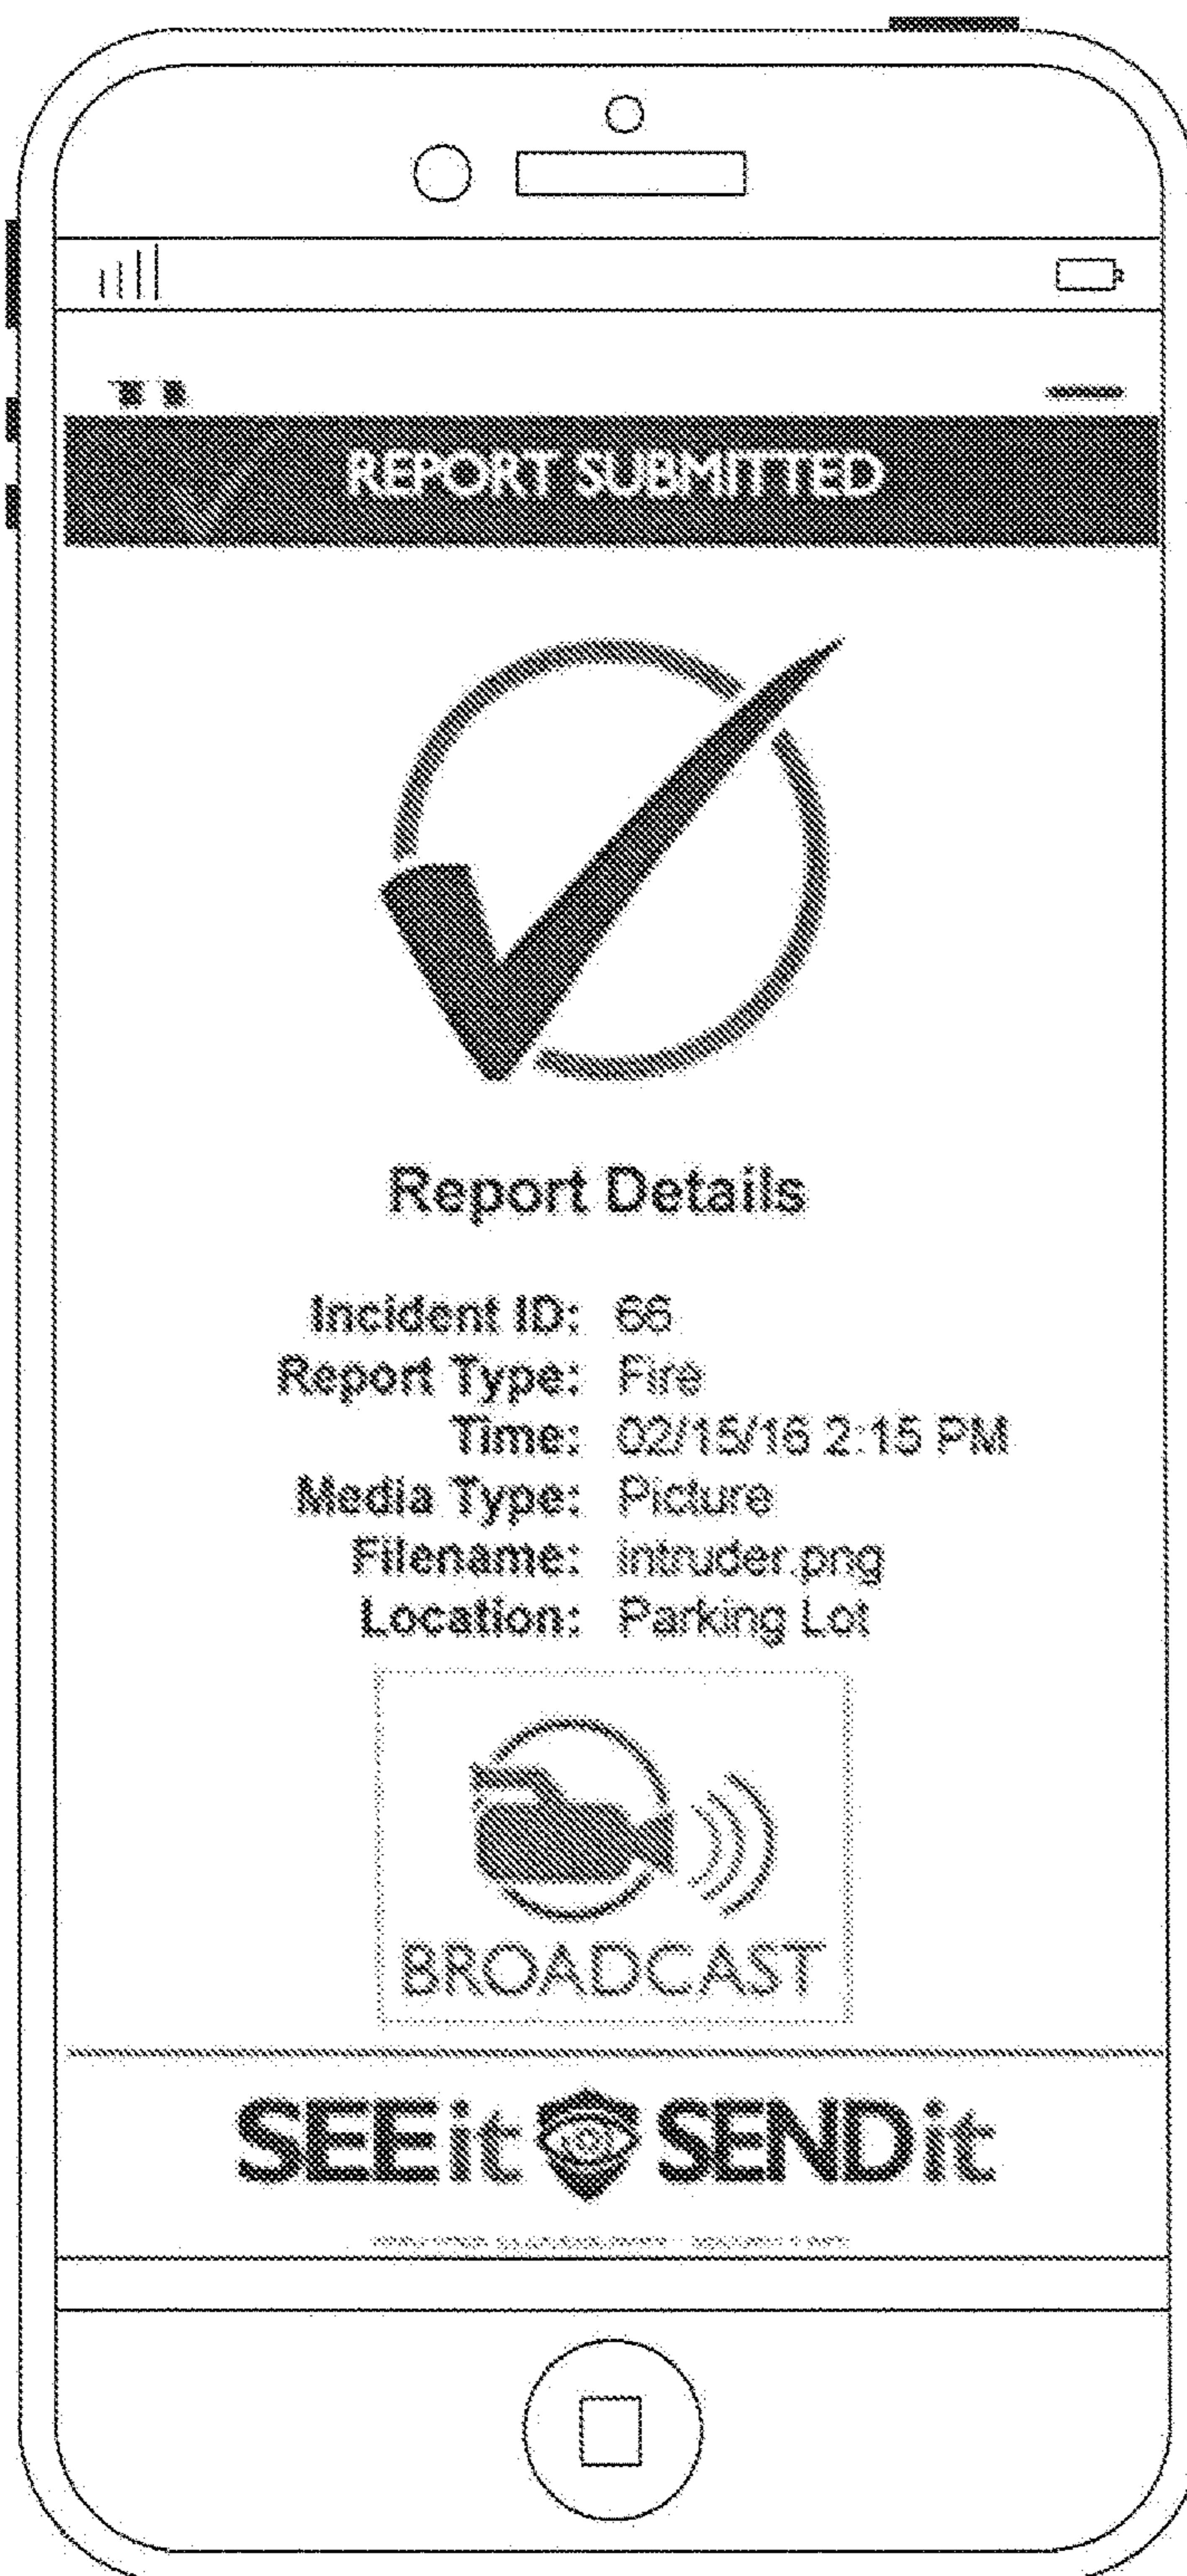 REPORT SUBMITTED
Report Details
Incident ID: 66
Report Type: Fire
Time: 02/15/16 2:15 PM
Media Type: Picture
Filename: intruder.png
Location: Parking Lot
BROADCAST
SEEit SENDit